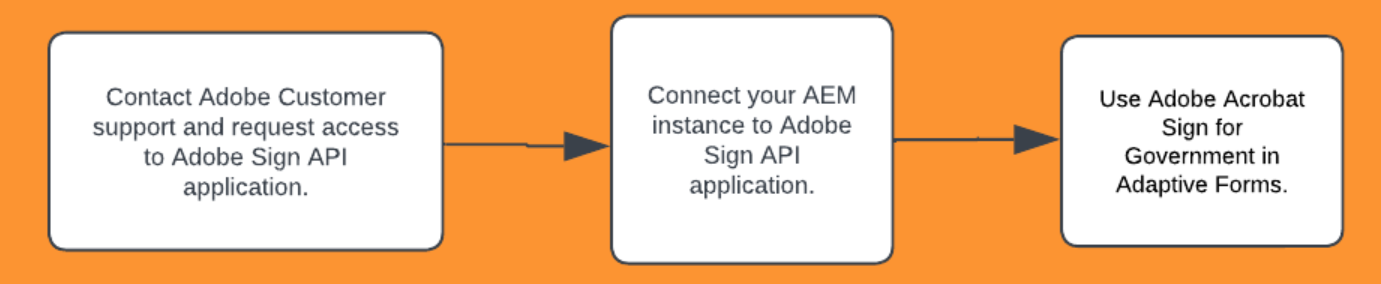 Contact Adobe Customer
support and request access
to Adobe Sign API
application.
Connect your AEM
instance to Adobe
Sign API
application.
Use Adobe Acrobat
Sign for
Government in
Adaptive Forms.